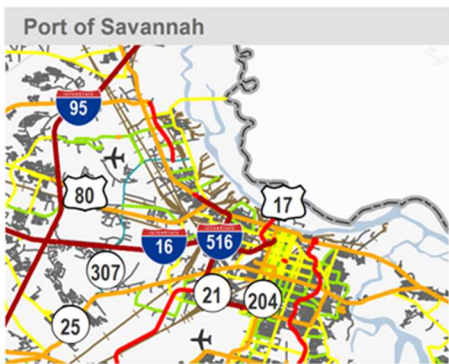 Port of Savannah
INTERSTATE
95
80
17
INTERSTATE
16
INTERSTATE
516
307
21
204
25